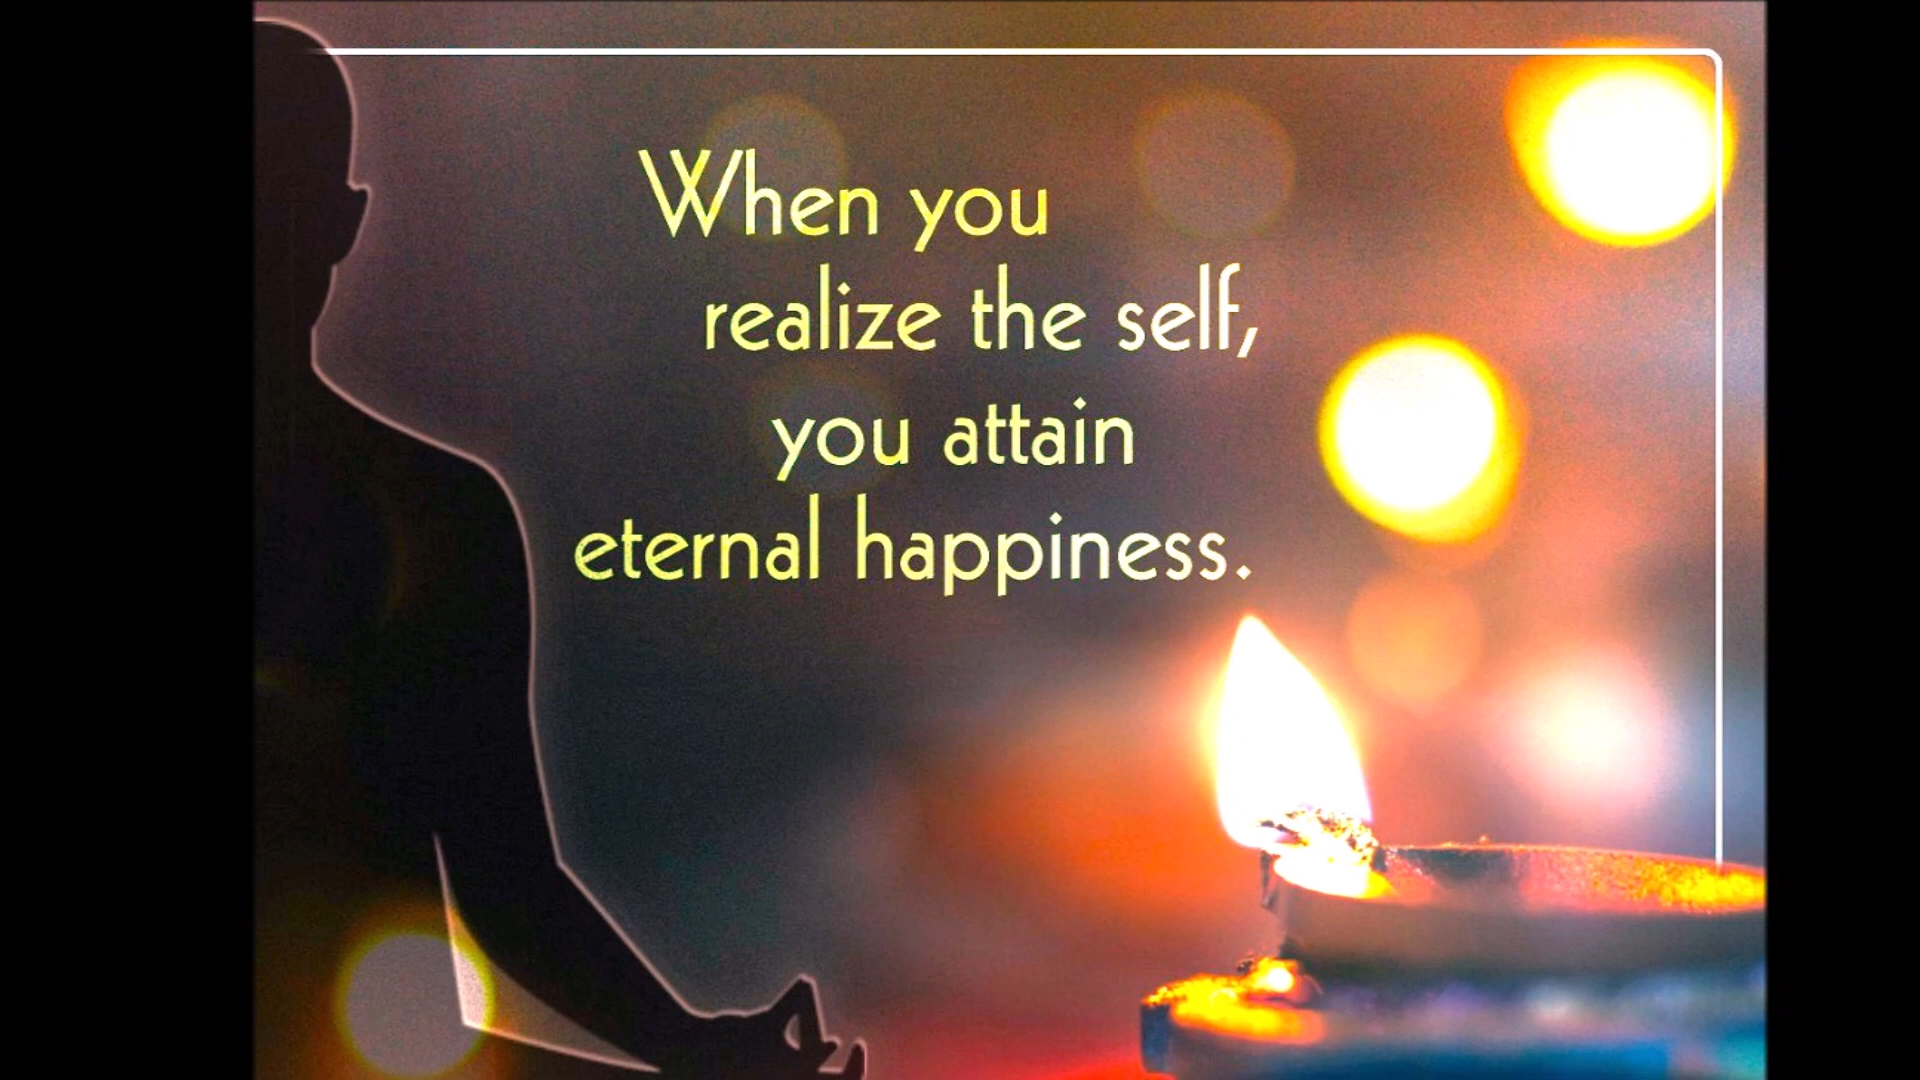 When you
realize the self,
you attain
eternal happiness.